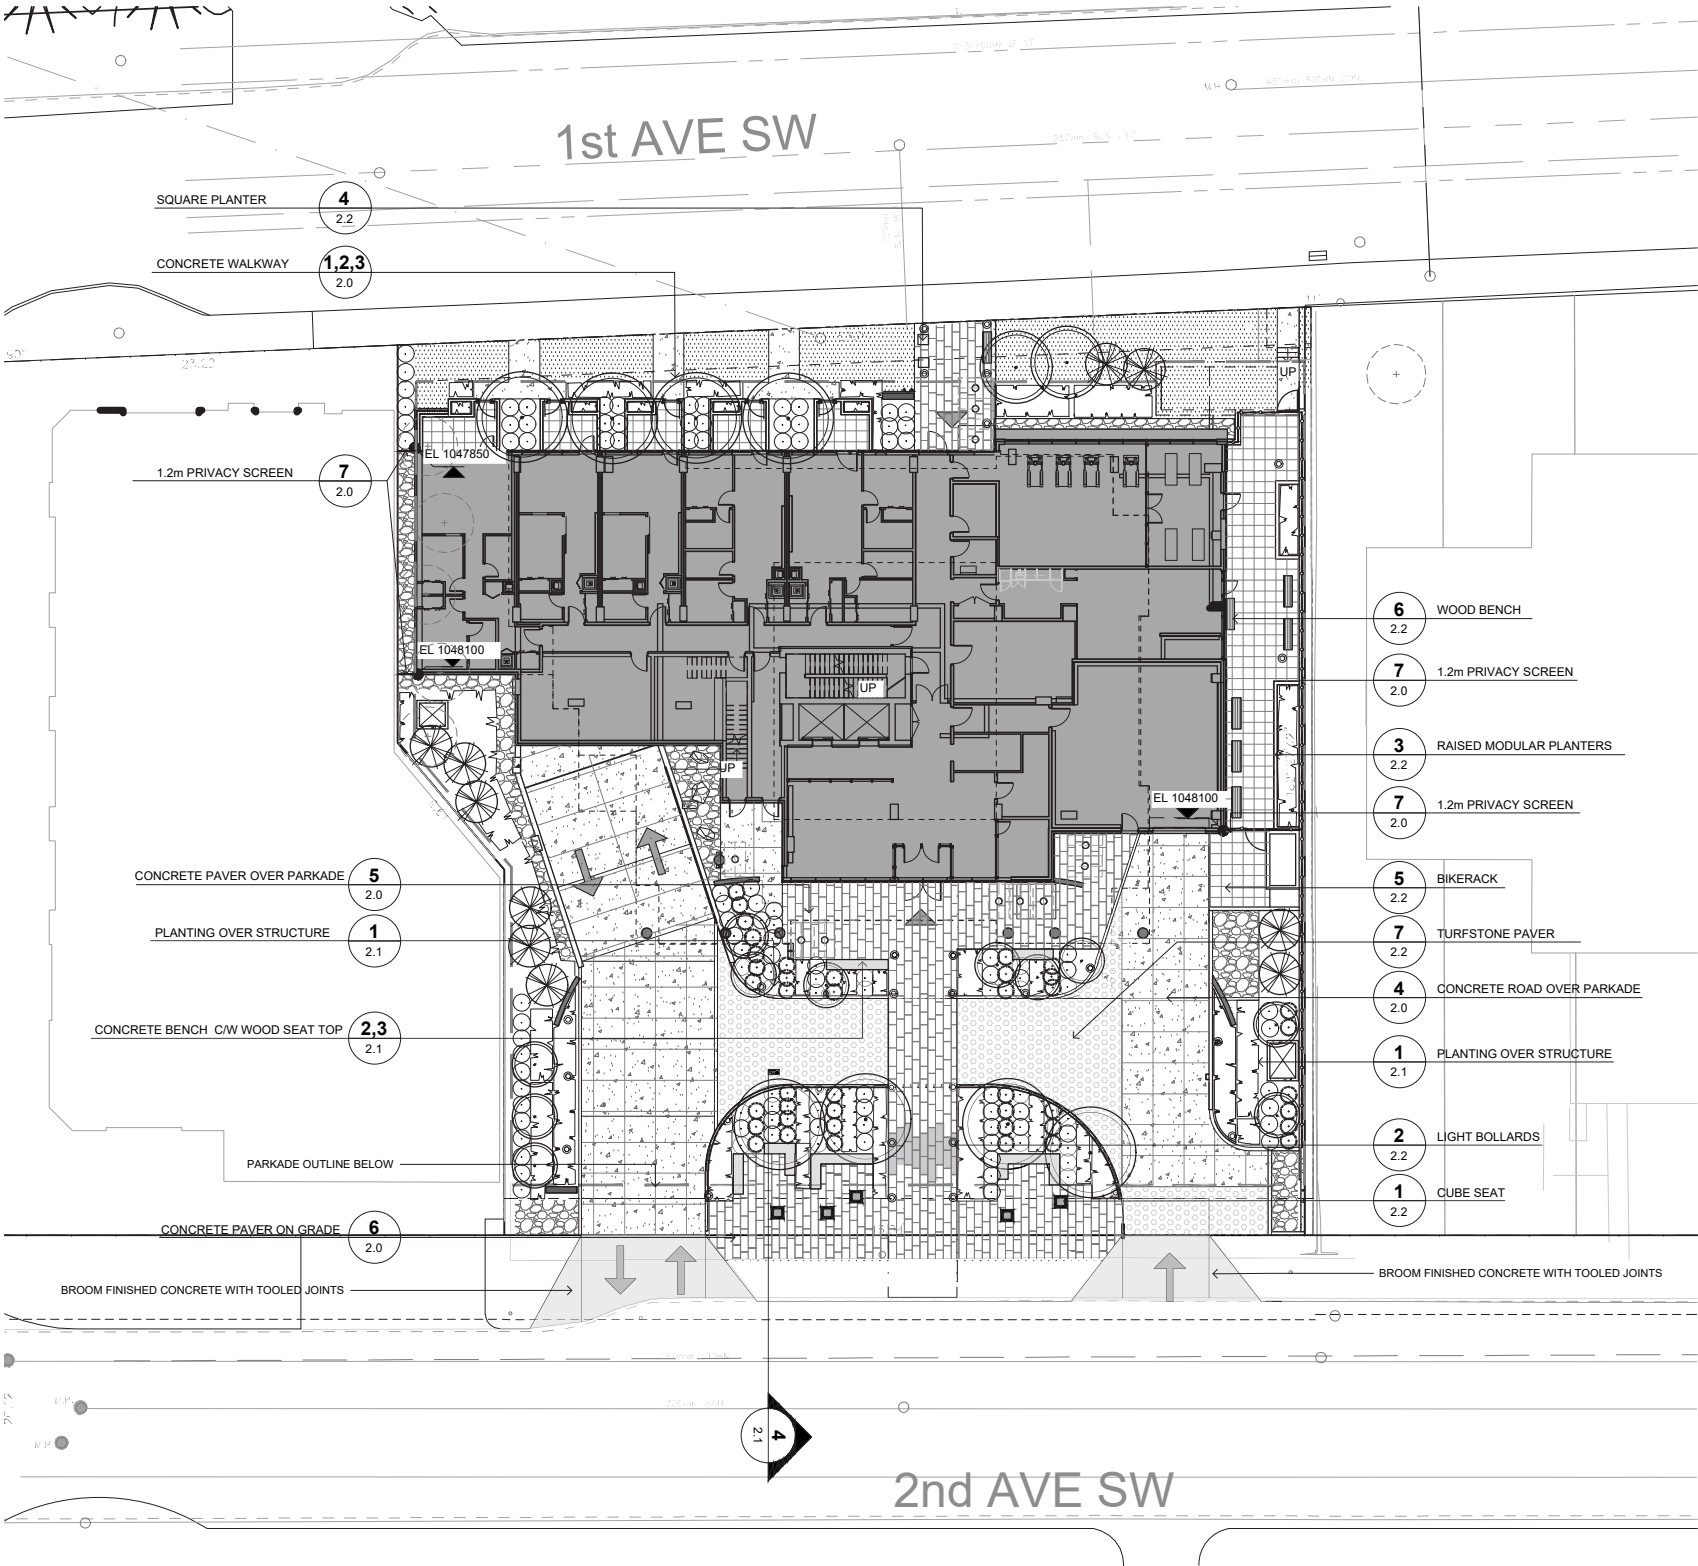 1st AVE SW
SQUARE PLANTER 4
2.2
CONCRETE WALKWAY 1,2,3
2.0
UP
EL 1047850
1.2m PRIVACY SCREEN 7
2.0
6 WOOD BENCH
2.2
EL 1048100
7 1.2m PRIVACY SCREEN
2.0
UP
3 RAISED MODULAR PLANTERS
2.2
UP
EL 1048100
7 1.2m PRIVACY SCREEN
2.0
CONCRETE PAVER OVER PARKADE 5
2.0
5 BIKERACK
2.2
PLANTING OVER STRUCTURE 1
2.1
7 TURFSTONE PAVER
2.2
4 CONCRETE ROAD OVER PARKADE
2.0
CONCRETE BENCH C/W WOOD SEAT TOP 2,3
2.1
1 PLANTING OVER STRUCTURE
2.1
2 LIGHT BOLLARDS
2.2
PARKADE OUTLINE BELOW
1 CUBE SEAT
2.2
CONCRETE PAVER ON GRADE 6
2.0
BROOM FINISHED CONCRETE WITH TOOLED JOINTS
BROOM FINISHED CONCRETE WITH TOOLED JOINTS
4
2.1
2nd AVE SW